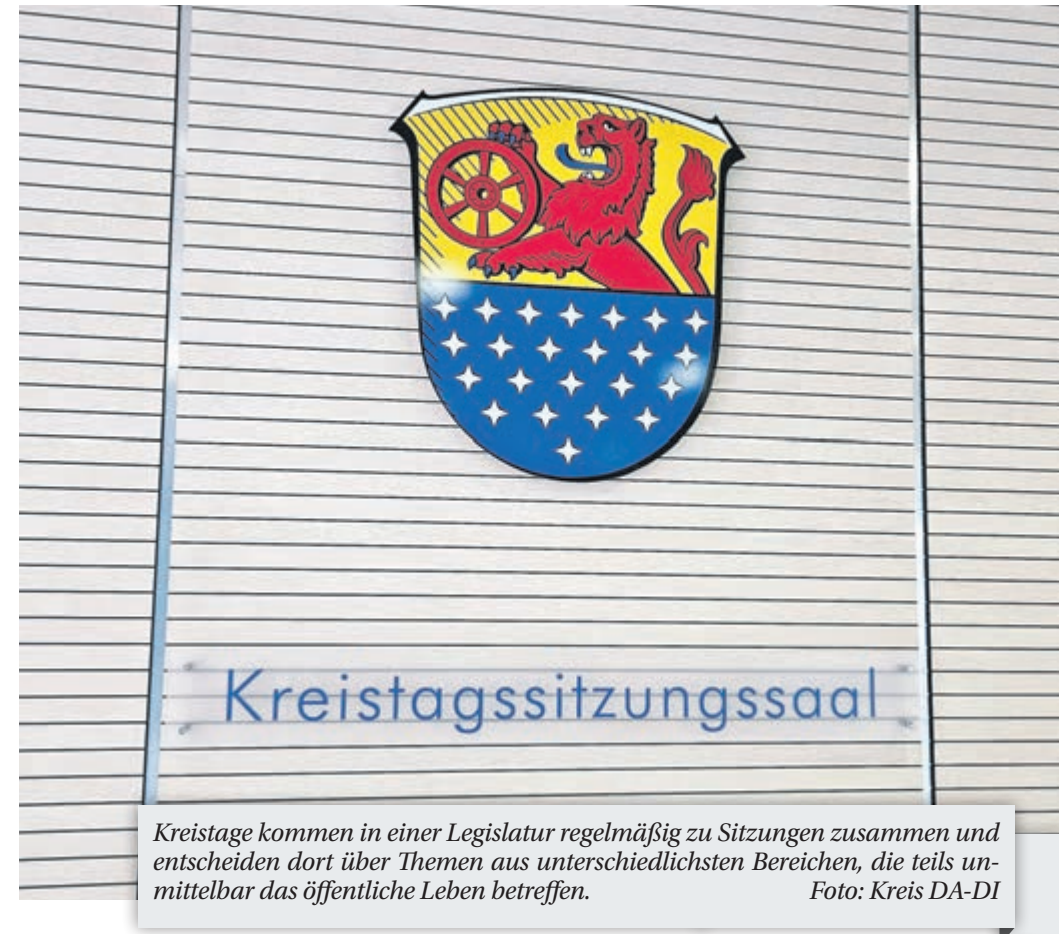 Kreistagssitzungssaal
Kreistage kommen in einer Legislatur regelmäßig zu Sitzungen zusammen und
entscheiden dort über Themen aus unterschiedlichsten Bereichen, die teils un-
mittelbar das öffentliche Leben betreffen. Foto: Kreis DA-DI